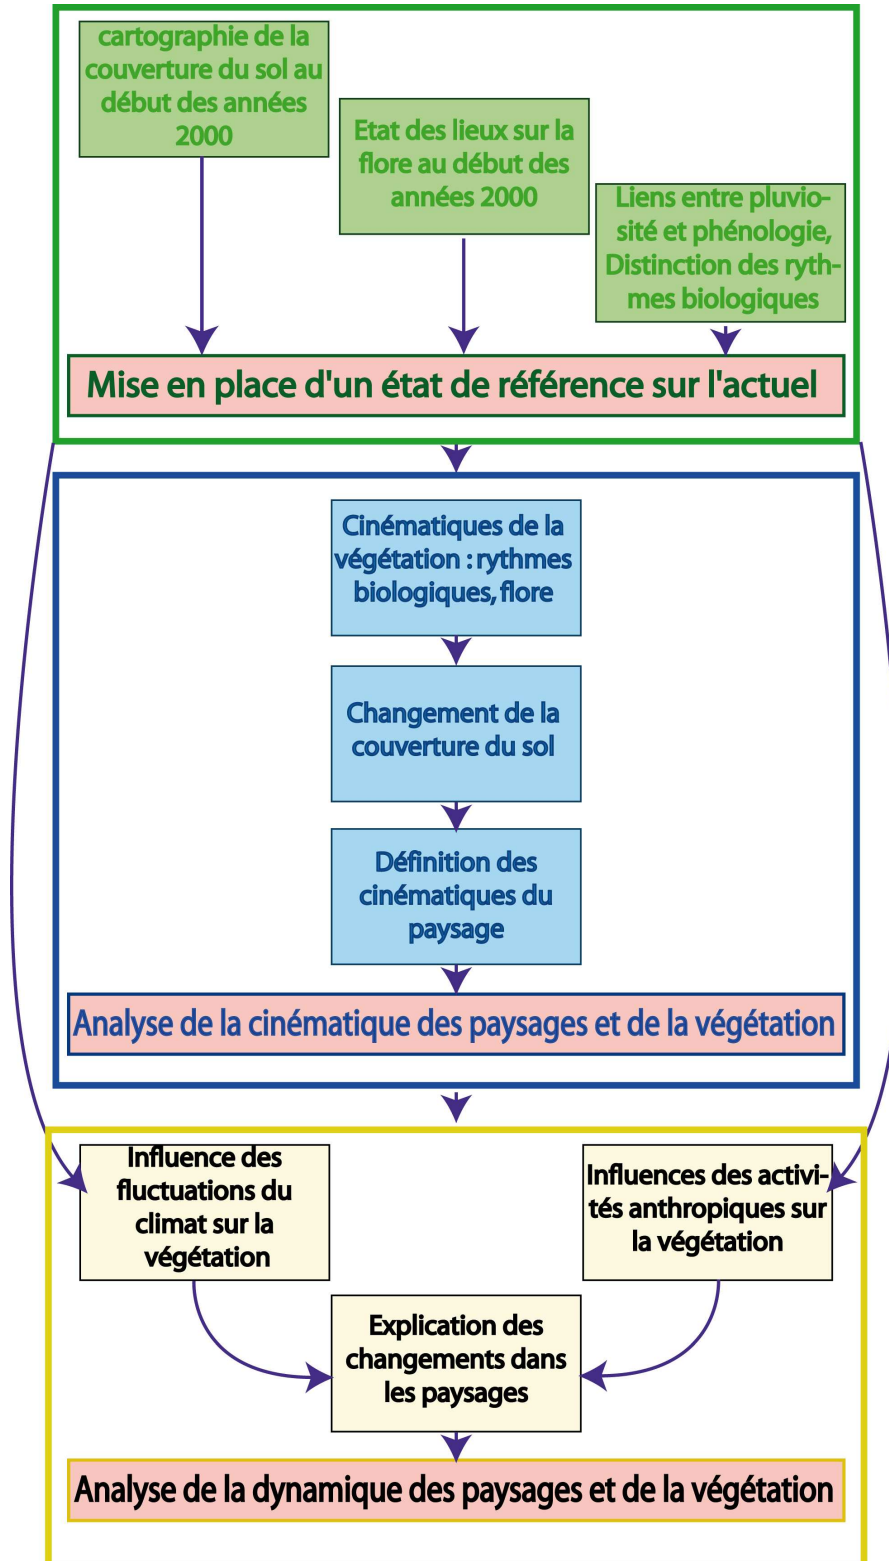 cartographie de la
couverture du sol au
début des années
2000
Etat des lieux sur la
flore au début des
années 2000
Liens entre pluvio-
sité et phénologie,
Distinction des ryth-
mes biologiques
Mise en place d'un état de référence sur l'actuel
Cinématiques de la
végétation : rythmes
biologiques, flore
Changement de la
couverture du sol
Définition des
cinématiques du
paysage
Analyse de la cinématique des paysages et de la végétation
Influence des
fluctuations du
climat sur la
végétation
Influences des activi-
tés anthropiques sur
la végétation
Explication des
changements dans
les paysages
Analyse de la dynamique des paysages et de la végétation